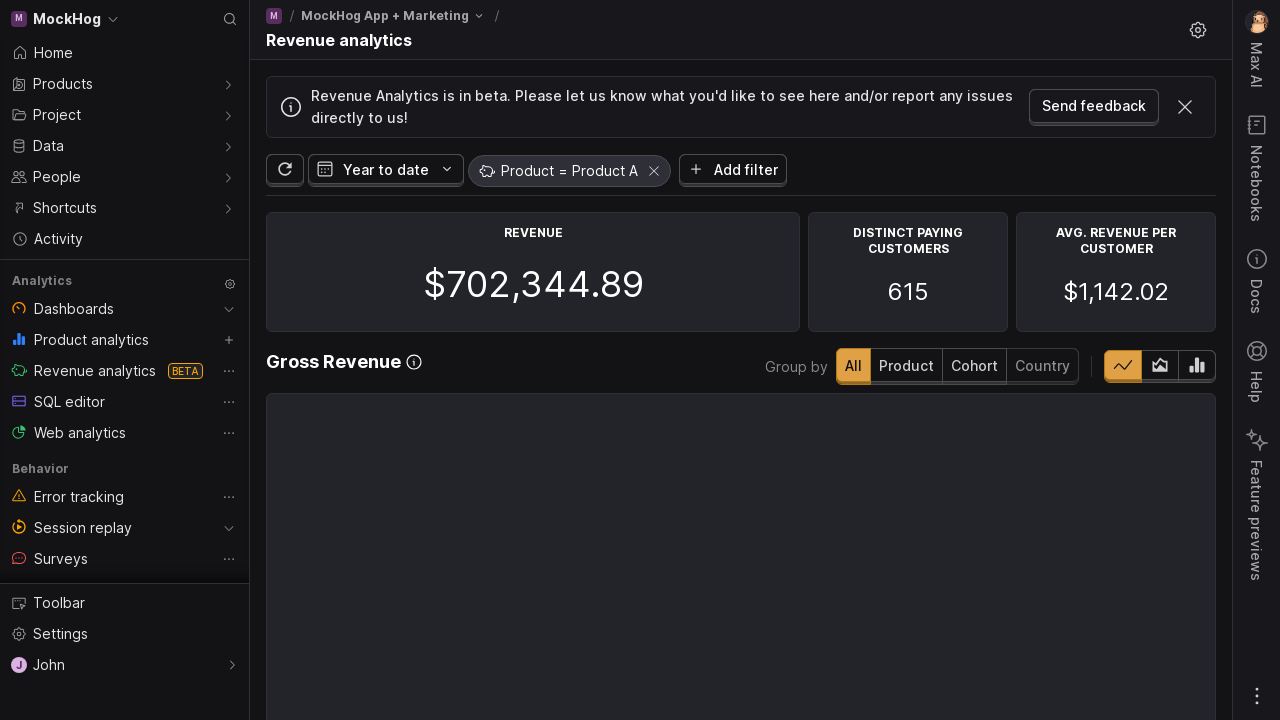 M MockHog
Home
Products
Project
Data
People
Shortcuts
Activity
Analytics
Dashboards
Product analytics
Revenue analytics BETA
SQL editor
Web analytics
Behavior
Error tracking
Session replay
Surveys
Toolbar
Settings
J John
M / MockHog App + Marketing /
Revenue analytics
Revenue Analytics is in beta. Please let us know what you'd like to see here and/or report any issues
directly to us!
Send feedback
Year to date
Product = Product A
Add filter
REVENUE
$702,344.89
DISTINCT PAYING
CUSTOMERS
615
AVG. REVENUE PER
CUSTOMER
$1,142.02
Gross Revenue
Group by All Product Cohort Country
Max AI
Notebooks
Docs
Help
Feature previews